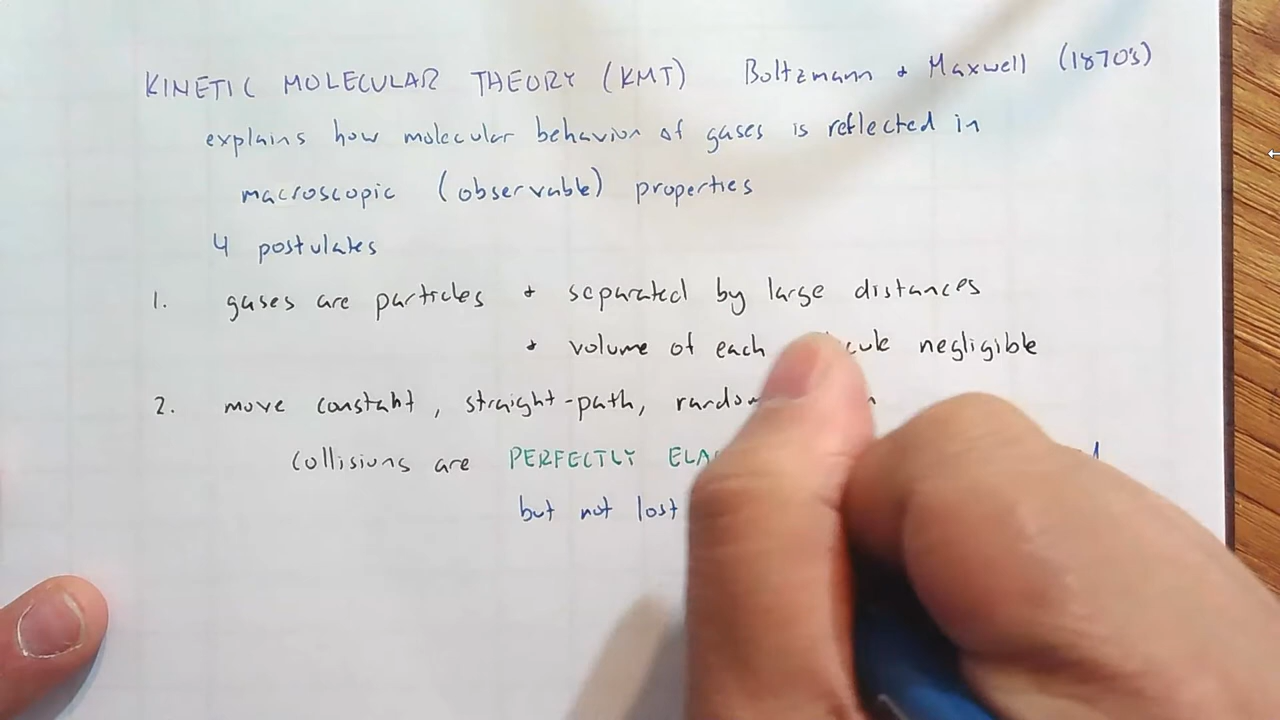 KINETIC MOLECULAR THEORY (KMT) Boltzmann + Maxwell (1870's)
explains how molecular behavior of gases is reflected in
macroscopic (observable) properties
4 postulates
1. gases are particles + separated by large distances
+ volume of each negligible
2. move constant, straight-path,
collisions are PERFECTLY
but not lost